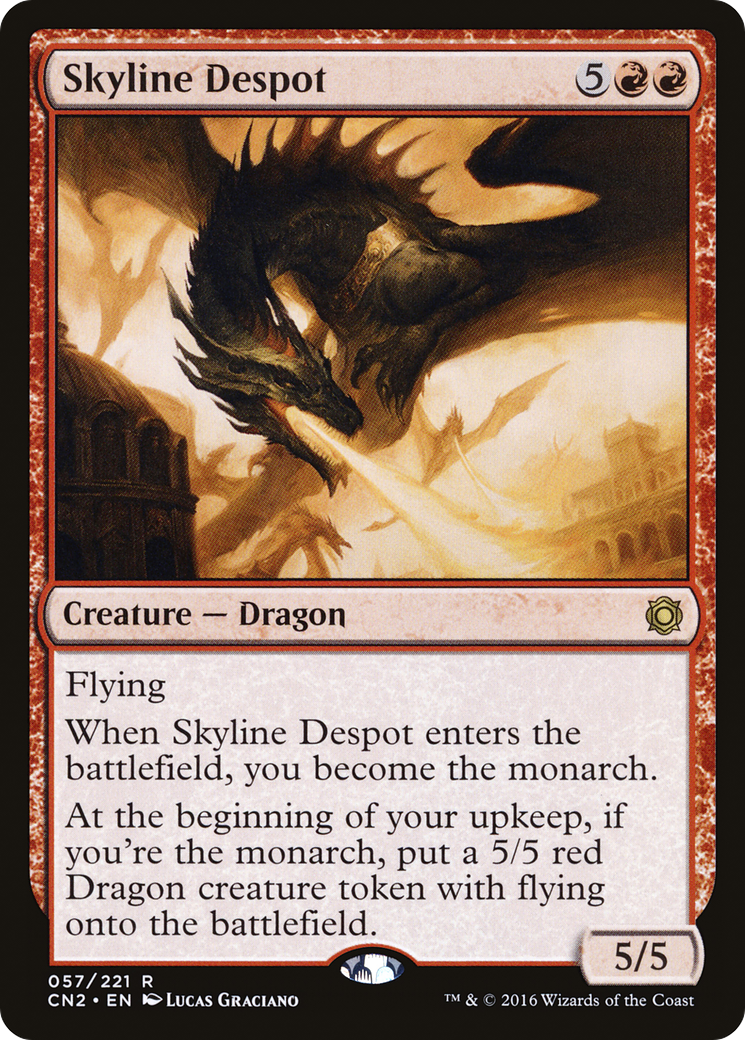 Skyline Despot 5
Creature — Dragon
Flying
When Skyline Despot enters the
battlefield, you become the monarch.
At the beginning of your upkeep, if
you're the monarch, put a 5/5 red
Dragon creature token with flying
onto the battlefield.
5/5
057/221 R
CN2 • EN Lucas Graciano
™ & © 2016 Wizards of the Coast